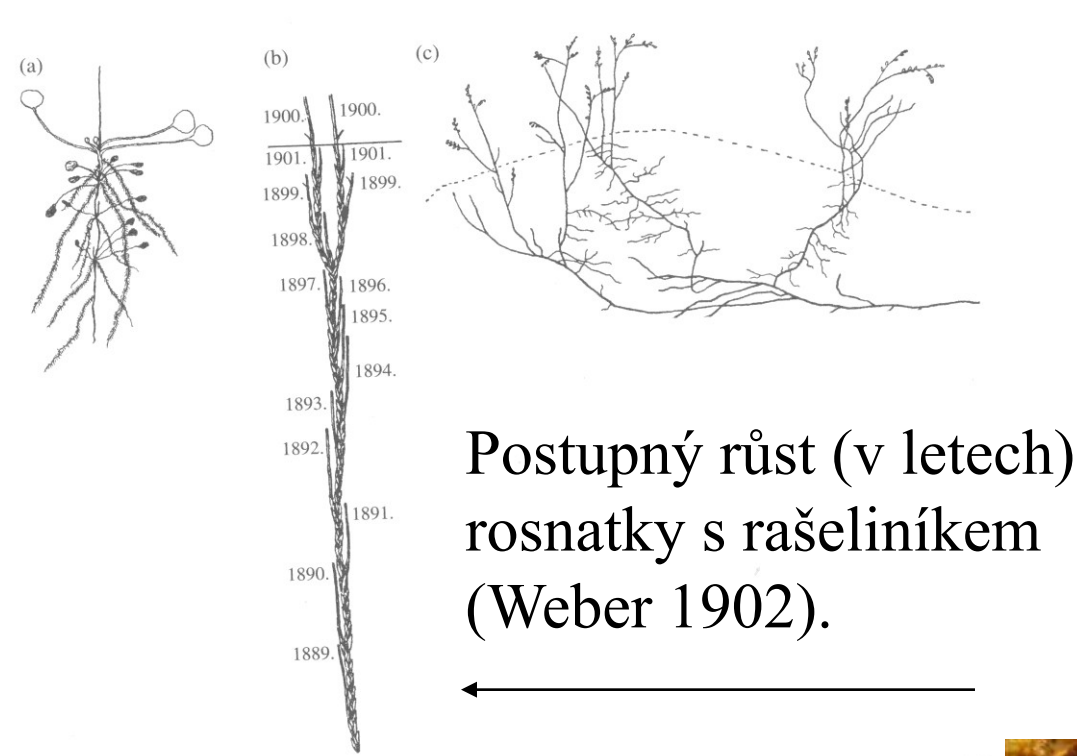 (a)
(b)
(c)
1900. 1900.
1901. 1901.
1899. 1899.
1898.
1897. 1896.
1895.
1894.
1893.
1892.
1891.
1890.
1889.
Postupný růst (v letech)
rosnatky s rašeliníkem
(Weber 1902).